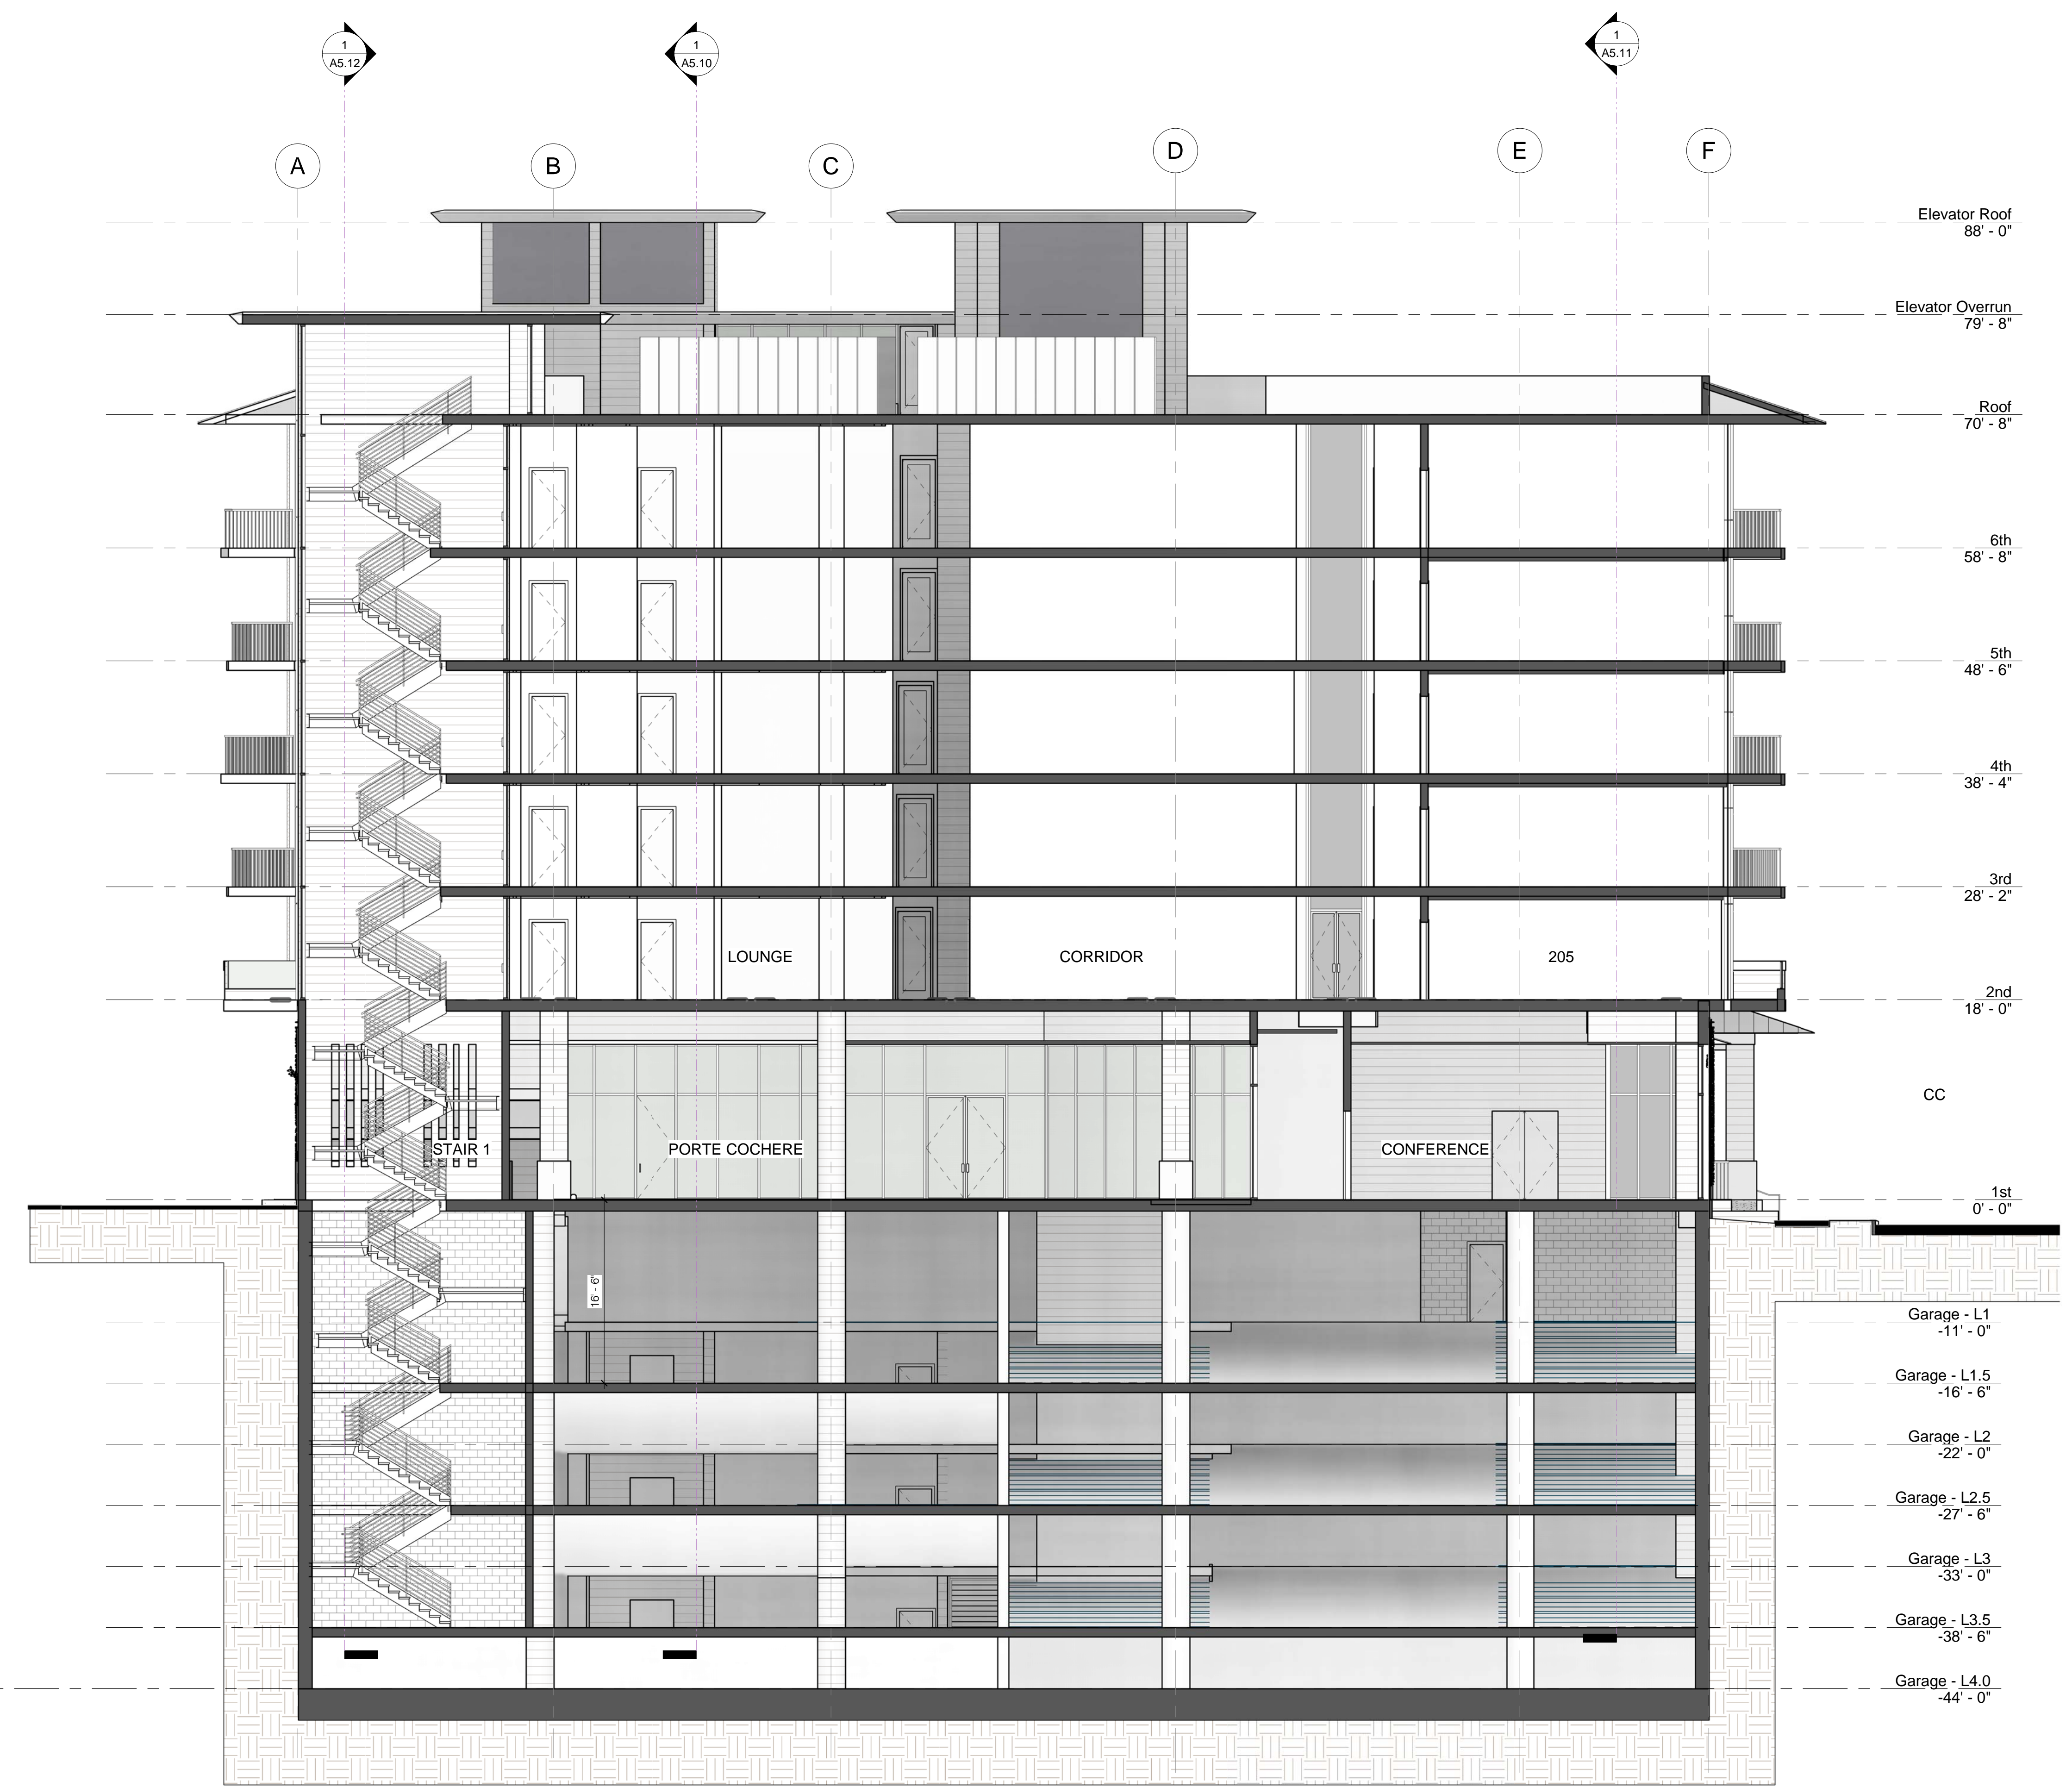 1
A5.12
1
A5.10
1
A5.11
A
B
C
D
E
F
Elevator Roof
88' - 0"
Elevator Overrun
79' - 8"
Roof
70' - 8"
6th
58' - 8"
5th
48' - 6"
4th
38' - 4"
3rd
28' - 2"
LOUNGE
CORRIDOR
205
2nd
18' - 0"
CC
STAIR 1
PORTE COCHERE
CONFERENCE
1st
0' - 0"
16' - 6"
Garage - L1
-11' - 0"
Garage - L1.5
-16' - 6"
Garage - L2
-22' - 0"
Garage - L2.5
-27' - 6"
Garage - L3
-33' - 0"
Garage - L3.5
-38' - 6"
Garage - L4.0
-44' - 0"